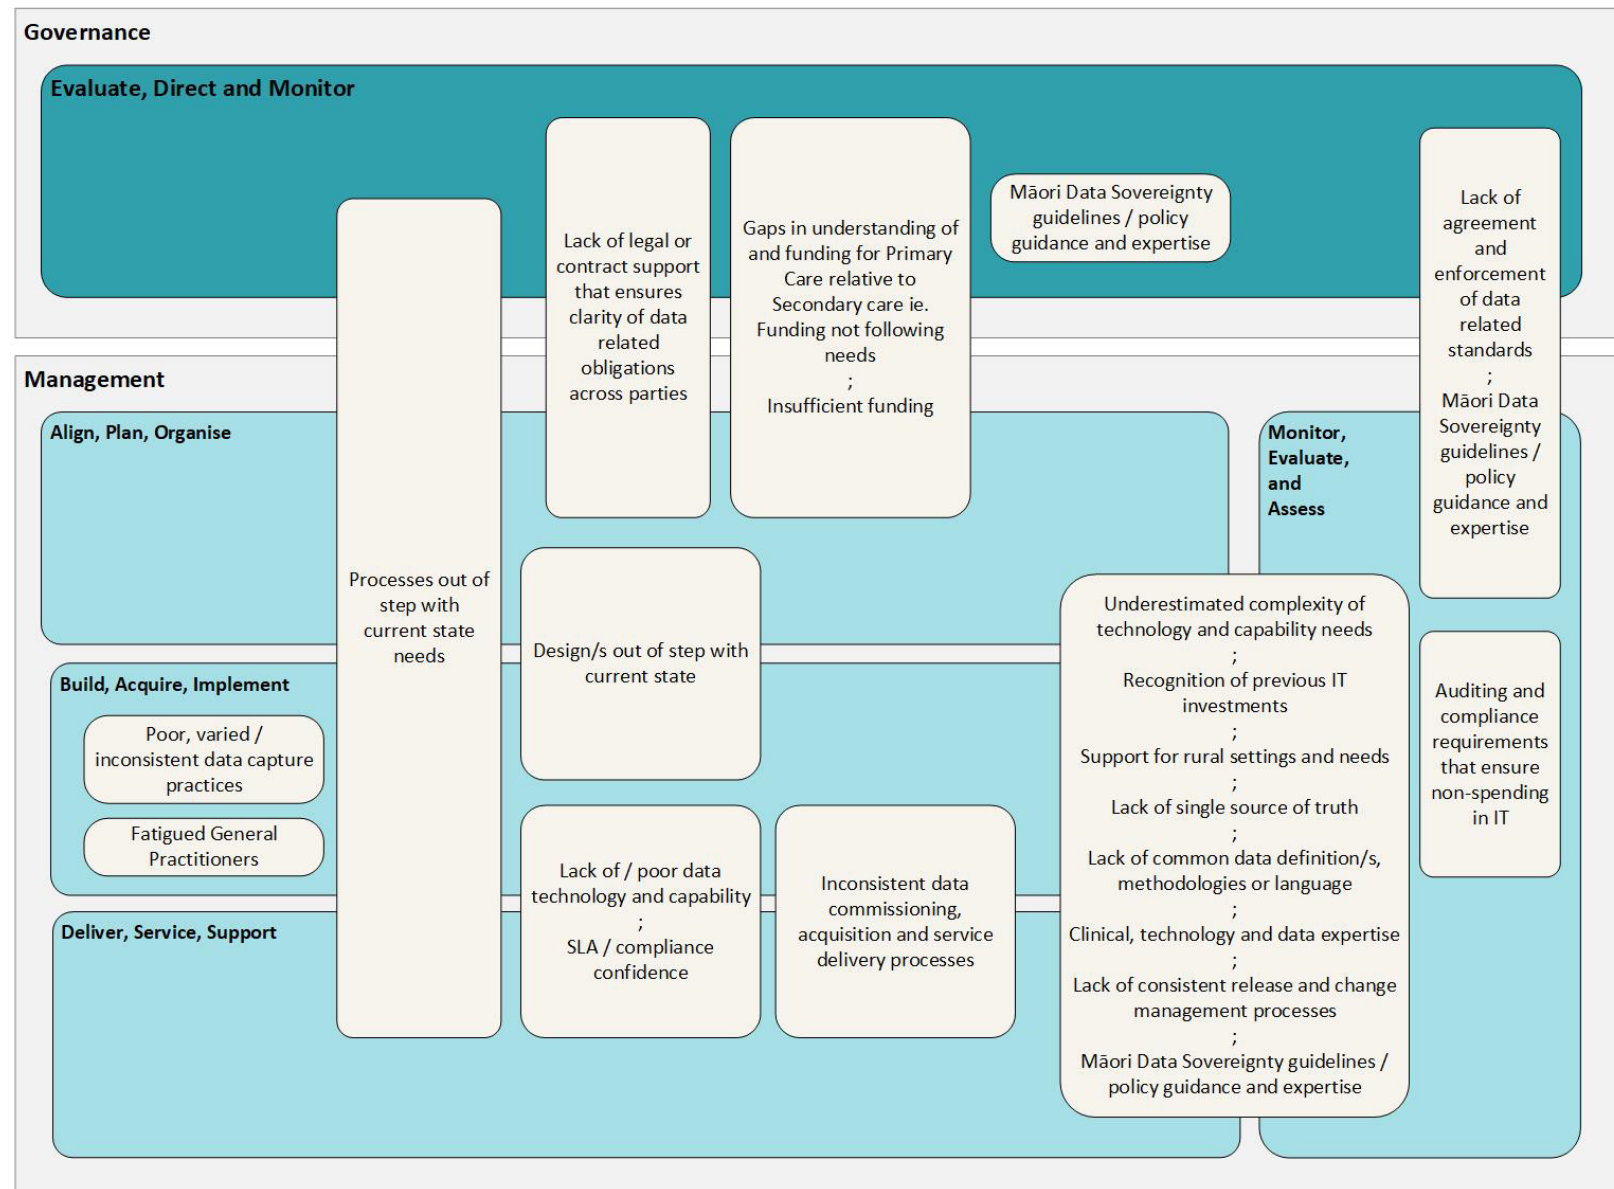 Governance
Evaluate, Direct and Monitor
Lack of legal or
contract support
that ensures
clarity of data
related
obligations
across parties
Gaps in understanding of
and funding for Primary
Care relative to
Secondary care ie.
Funding not following
needs
;
Insufficient funding
Māori Data Sovereignty
guidelines / policy
guidance and expertise
Lack of
agreement
and
enforcement
of data
related
standards
;
Māori Data
Sovereignty
guidelines /
policy
guidance and
expertise
Management
Align, Plan, Organise
Monitor,
Evaluate,
and
Assess
Processes out of
step with
current state
needs
Design/s out of step with
current state
Underestimated complexity of
technology and capability needs
;
Recognition of previous IT
investments
;
Support for rural settings and needs
;
Lack of single source of truth
;
Lack of common data definition/s,
methodologies or language
;
Clinical, technology and data expertise
;
Lack of consistent release and change
management processes
;
Māori Data Sovereignty guidelines /
policy guidance and expertise
Auditing and
compliance
requirements
that ensure
non-spending
in IT
Build, Acquire, Implement
Poor, varied /
inconsistent data capture
practices
Fatigued General
Practitioners
Lack of / poor data
technology and capability
;
SLA / compliance
confidence
Inconsistent data
commissioning,
acquisition and service
delivery processes
Deliver, Service, Support